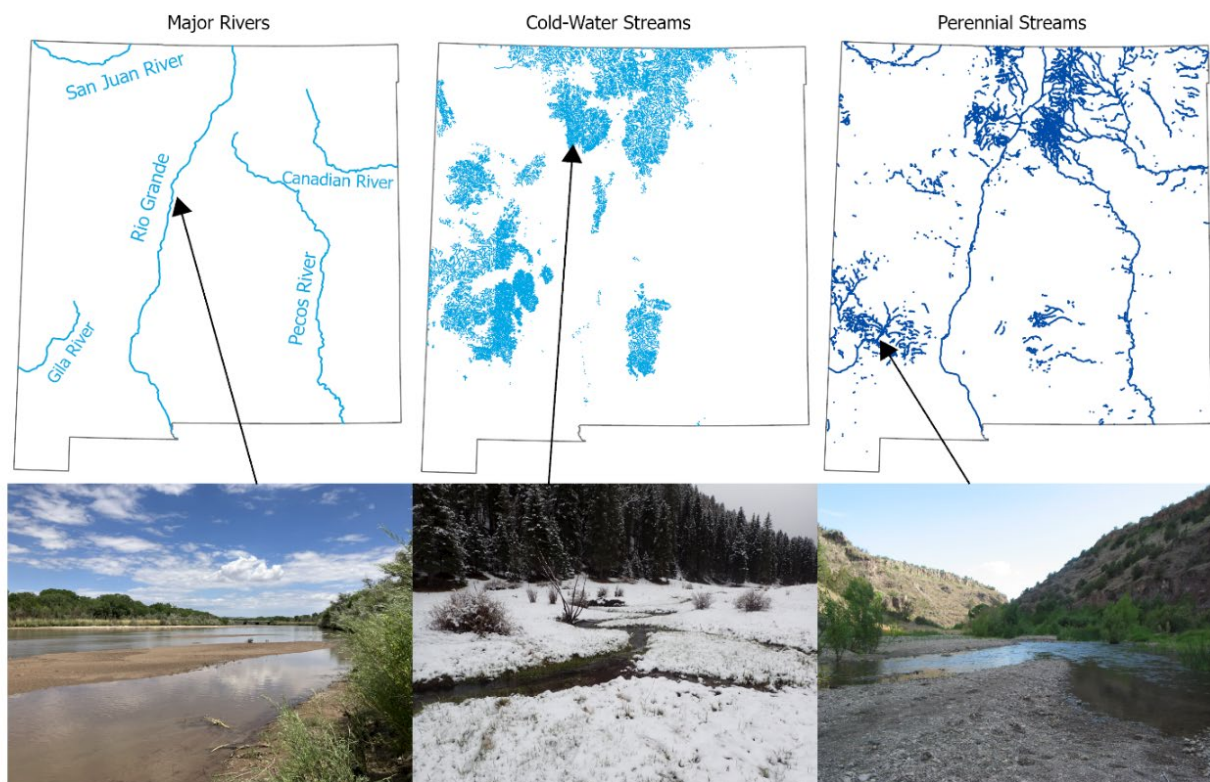 Major Rivers
Cold-Water Streams
Perennial Streams
San Juan River
Rio Grande
Canadian River
Pecos River
Gila River